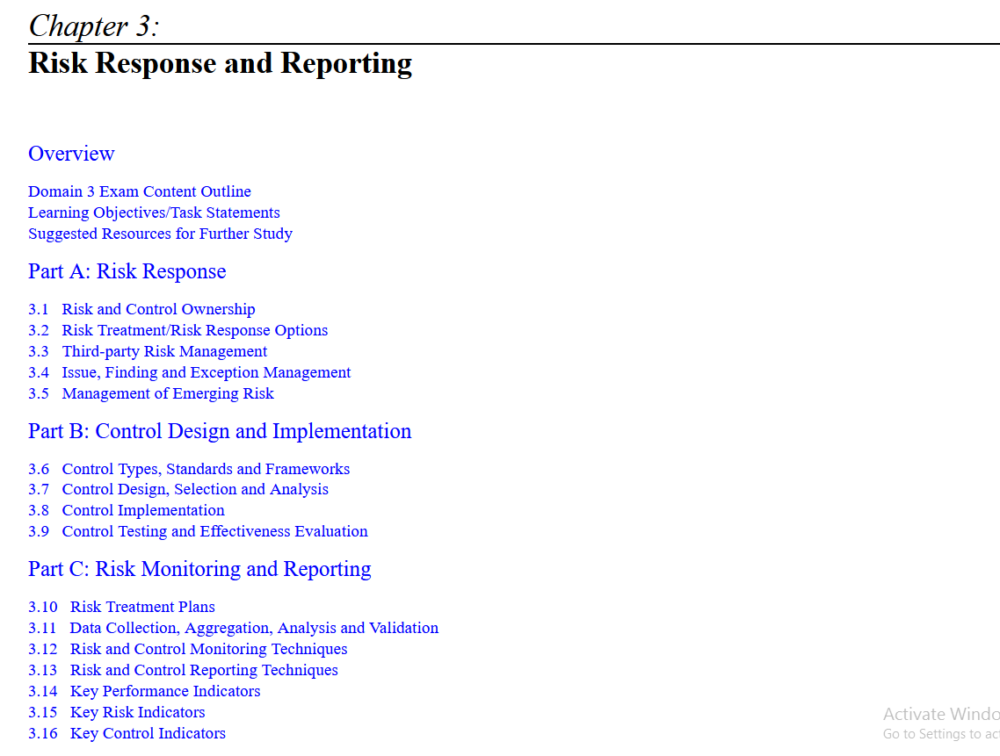 Chapter 3:
Risk Response and Reporting
Overview
Domain 3 Exam Content Outline
Learning Objectives/Task Statements
Suggested Resources for Further Study
Part A: Risk Response
3.1 Risk and Control Ownership
3.2 Risk Treatment/Risk Response Options
3.3 Third-party Risk Management
3.4 Issue, Finding and Exception Management
3.5 Management of Emerging Risk
Part B: Control Design and Implementation
3.6 Control Types, Standards and Frameworks
3.7 Control Design, Selection and Analysis
3.8 Control Implementation
3.9 Control Testing and Effectiveness Evaluation
Part C: Risk Monitoring and Reporting
3.10 Risk Treatment Plans
3.11 Data Collection, Aggregation, Analysis and Validation
3.12 Risk and Control Monitoring Techniques
3.13 Risk and Control Reporting Techniques
3.14 Key Performance Indicators
3.15 Key Risk Indicators
3.16 Key Control Indicators
Activate Windo
Go to Settings to act